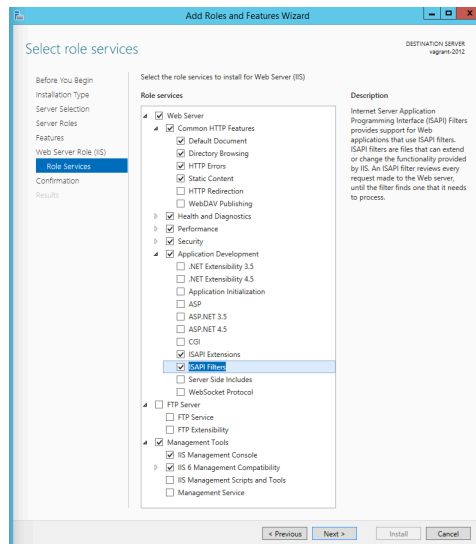 Add Roles and Features Wizard
Select role services
DESTINATION SERVER
vagrant-2012
Before You Begin
Installation Type
Server Selection
Server Roles
Features
Web Server Role (IIS)
Role Services
Confirmation
Results
Select the role services to install for Web Server (IIS)
Role services
Web Server
Common HTTP Features
Default Document
Directory Browsing
HTTP Errors
Static Content
HTTP Redirection
WebDAV Publishing
Health and Diagnostics
Performance
Security
Application Development
.NET Extensibility 3.5
.NET Extensibility 4.5
Application Initialization
ASP
ASP.NET 3.5
ASP.NET 4.5
CGI
ISAPI Extensions
ISAPI Filters
Server Side Includes
WebSocket Protocol
FTP Server
FTP Service
FTP Extensibility
Management Tools
IIS Management Console
IIS 6 Management Compatibility
IIS Management Scripts and Tools
Management Service
Description
Internet Server Application
Programming Interface (ISAPI) Filters
provides support for Web
applications that use ISAPI filters.
ISAPI filters are files that can extend
or change the functionality provided
by IIS. An ISAPI filter reviews every
request made to the Web server,
until the filter finds one that it needs
to process.
< Previous
Next >
Install
Cancel